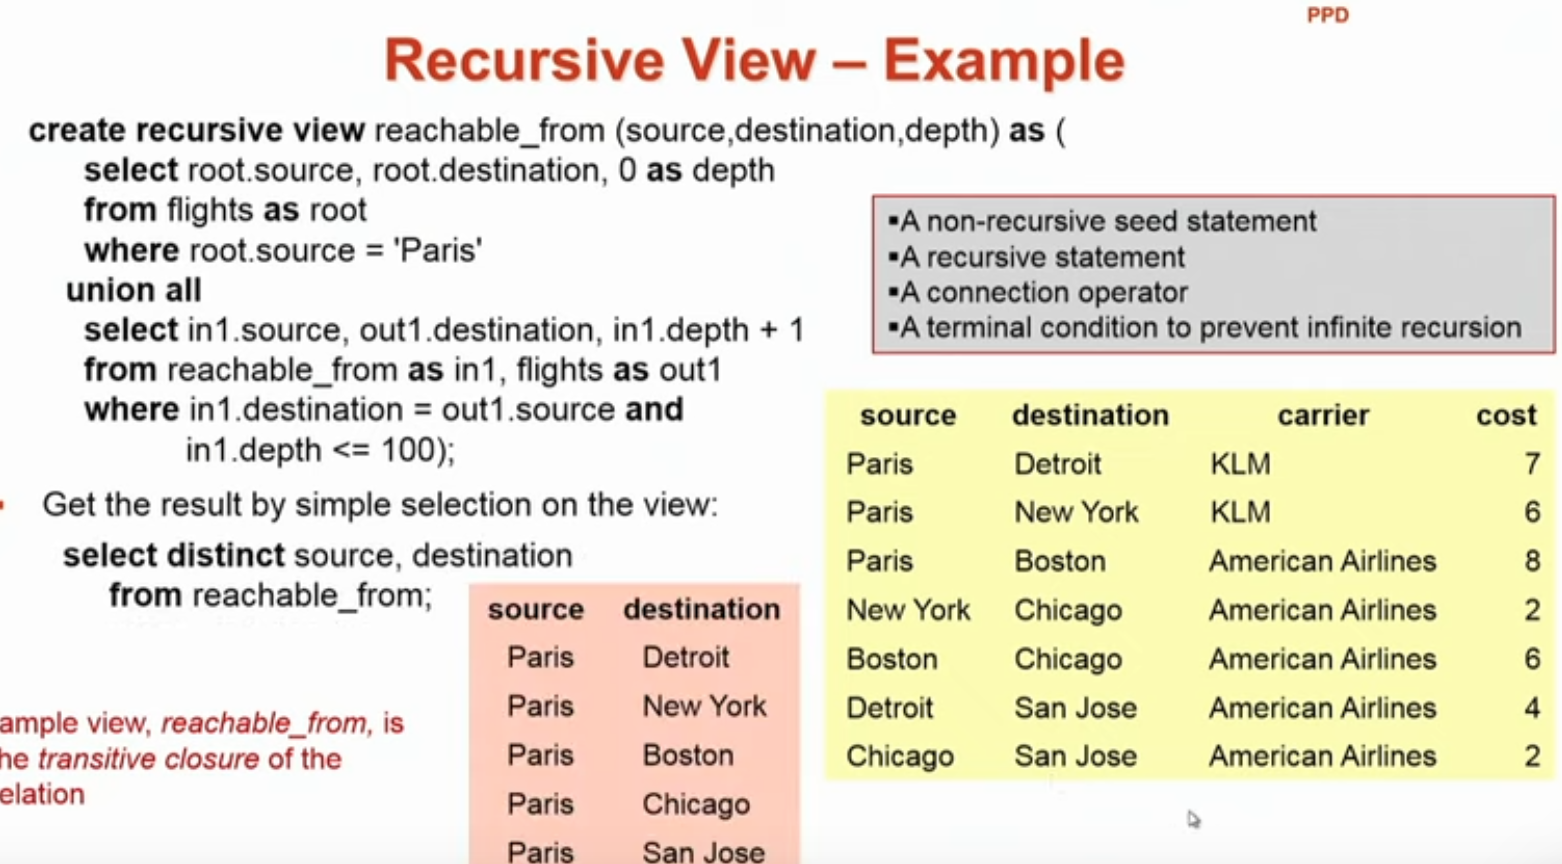 PPD
Recursive View – Example
create recursive view reachable_from (source,destination,depth) as (
select root.source, root.destination, 0 as depth
from flights as root
where root.source = 'Paris'
union all
select in1.source, out1.destination, in1.depth + 1
from reachable_from as in1, flights as out1
where in1.destination = out1.source and
in1.depth <= 100);
Get the result by simple selection on the view:
select distinct source, destination
from reachable_from;
ample view, reachable_from, is
he transitive closure of the
elation
source destination
Paris Detroit
Paris New York
Paris Boston
Paris Chicago
Paris San Jose
▪A non-recursive seed statement
▪A recursive statement
▪A connection operator
▪A terminal condition to prevent infinite recursion
source destination carrier cost
Paris Detroit KLM 7
Paris New York KLM 6
Paris Boston American Airlines 8
New York Chicago American Airlines 2
Boston Chicago American Airlines 6
Detroit San Jose American Airlines 4
Chicago San Jose American Airlines 2